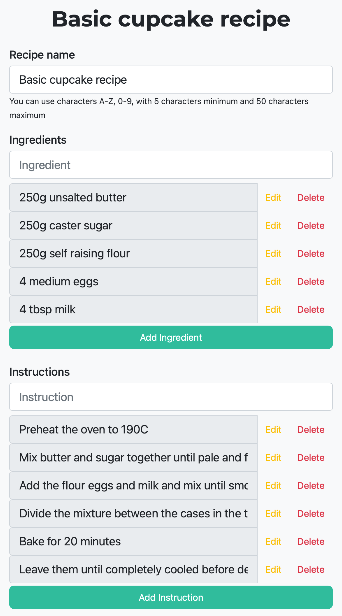 Basic cupcake recipe
Recipe name
Basic cupcake recipe
You can use characters A-Z, 0-9, with 5 characters minimum and 50 characters
maximum
Ingredients
Ingredient
250g unsalted butter Edit Delete
250g caster sugar Edit Delete
250g self raising flour Edit Delete
4 medium eggs Edit Delete
4 tbsp milk Edit Delete
Add Ingredient
Instructions
Instruction
Preheat the oven to 190C Edit Delete
Mix butter and sugar together until pale and f Edit Delete
Add the flour eggs and milk and mix until smo Edit Delete
Divide the mixture between the cases in the t Edit Delete
Bake for 20 minutes Edit Delete
Leave them until completely cooled before de Edit Delete
Add Instruction